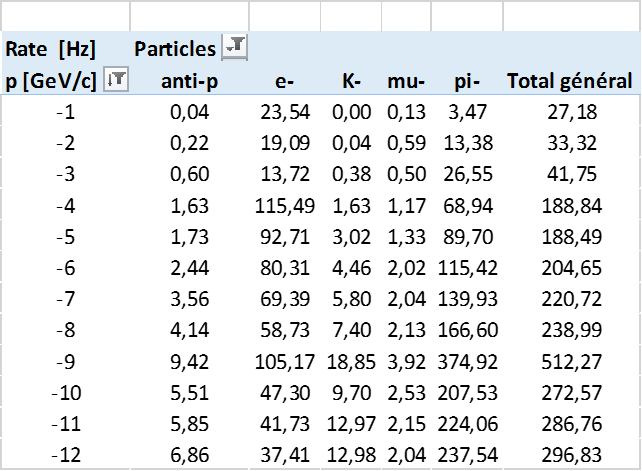 Rate [Hz] Particles
p [GeV/c] anti-p e- K- mu- pi- Total général
-1 0,04 23,54 0,00 0,13 3,47 27,18
-2 0,22 19,09 0,04 0,59 13,38 33,32
-3 0,60 13,72 0,38 0,50 26,55 41,75
-4 1,63 115,49 1,63 1,17 68,94 188,84
-5 1,73 92,71 3,02 1,33 89,70 188,49
-6 2,44 80,31 4,46 2,02 115,42 204,65
-7 3,56 69,39 5,80 2,04 139,93 220,72
-8 4,14 58,73 7,40 2,13 166,60 238,99
-9 9,42 105,17 18,85 3,92 374,92 512,27
-10 5,51 47,30 9,70 2,53 207,53 272,57
-11 5,85 41,73 12,97 2,15 224,06 286,76
-12 6,86 37,41 12,98 2,04 237,54 296,83